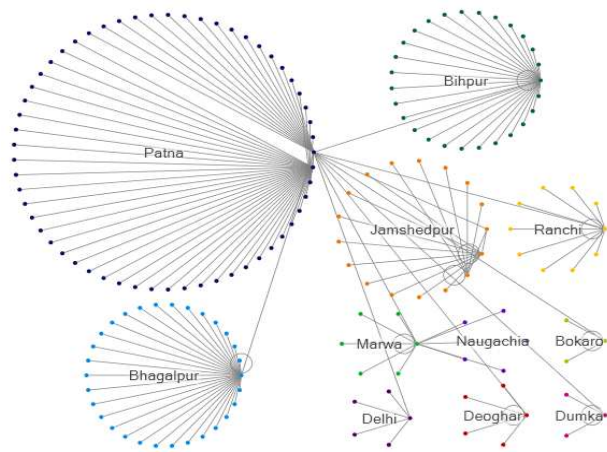 Bihpur
Patna
Jamshedpur
Ranchi
Marwa
Naugachia
Bokaro
Bhagalpur
Delhi
Deoghar
Dumka